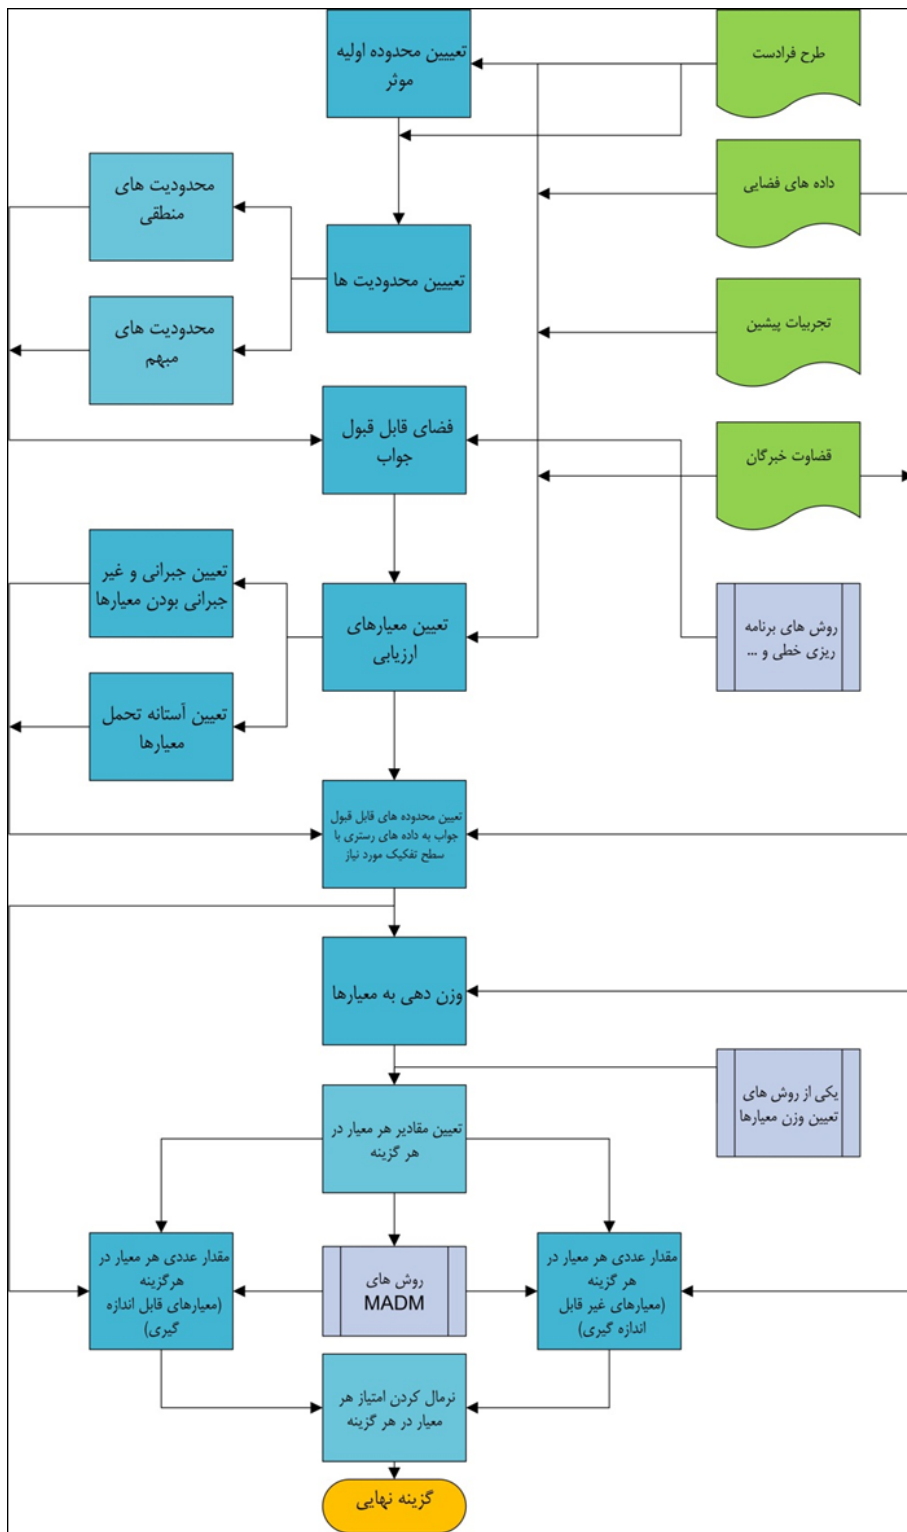 تعییین محدوده اولیه
موثر
طرح فرادست
داده های فضایی
محدودیت های
منطقی
تعییین محدودیت ها
محدودیت های
مبهم
تجربیات پیشین
فضای قابل قبول
جواب
قضاوت خبرگان
تعیین جبرانی و غیر
جبرانی بودن معیارها
تعیین معیارهای
ارزیابی
روش های برنامه
ریزی خطی و ...
تعیین آستانه تحمل
معیارها
تعیین محدوده های قابل قبول
جواب به داده های رستری با
سطح تفکیک مورد نیاز
وزن دهی به معیارها
یکی از روش های
تعیین وزن معیارها
تعیین مقادیر هر معیار در
هر گزینه
مقدار عددی هر معیار در
هر گزینه
(معیارهای غیر قابل
اندازه گیری)
روش های
MADM
مقدار عددی هر معیار در
هرگزینه
(معیارهای قابل اندازه
گیری)
نرمال کردن امتیاز هر
معیار در هر گزینه
گزینه نهایی